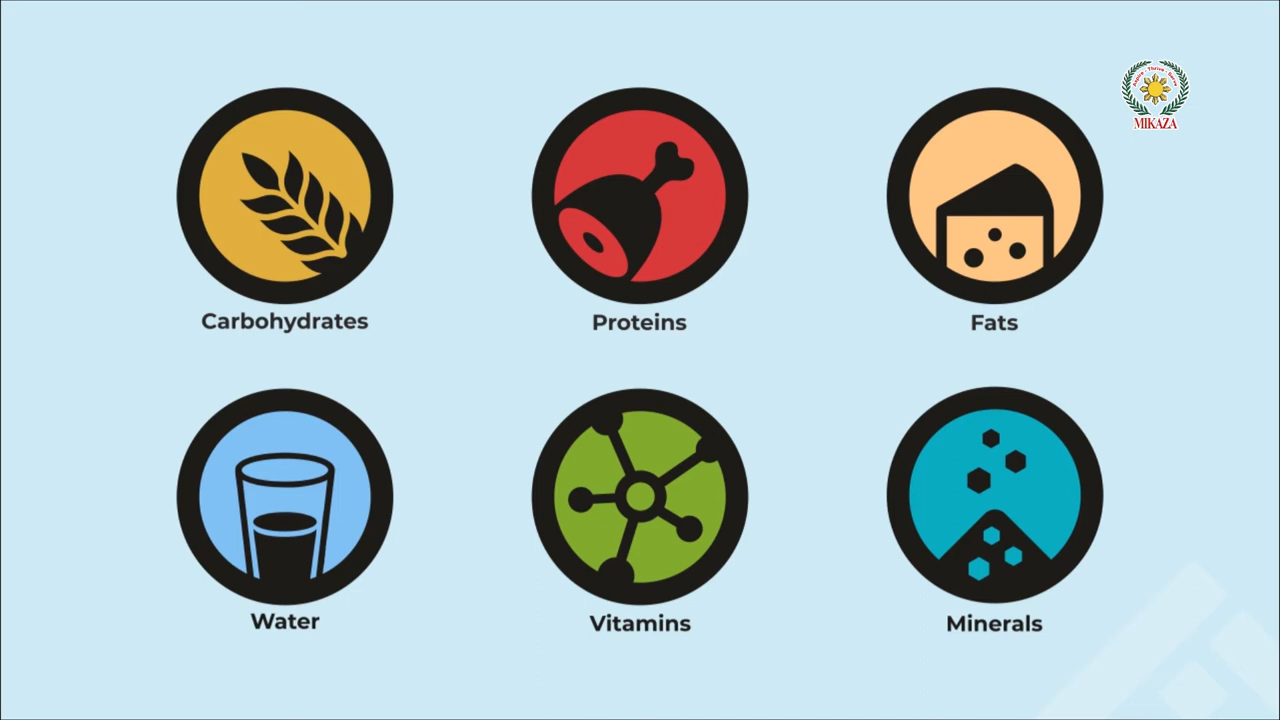 MIKAZA
Carbohydrates
Proteins
Fats
Water
Vitamins
Minerals